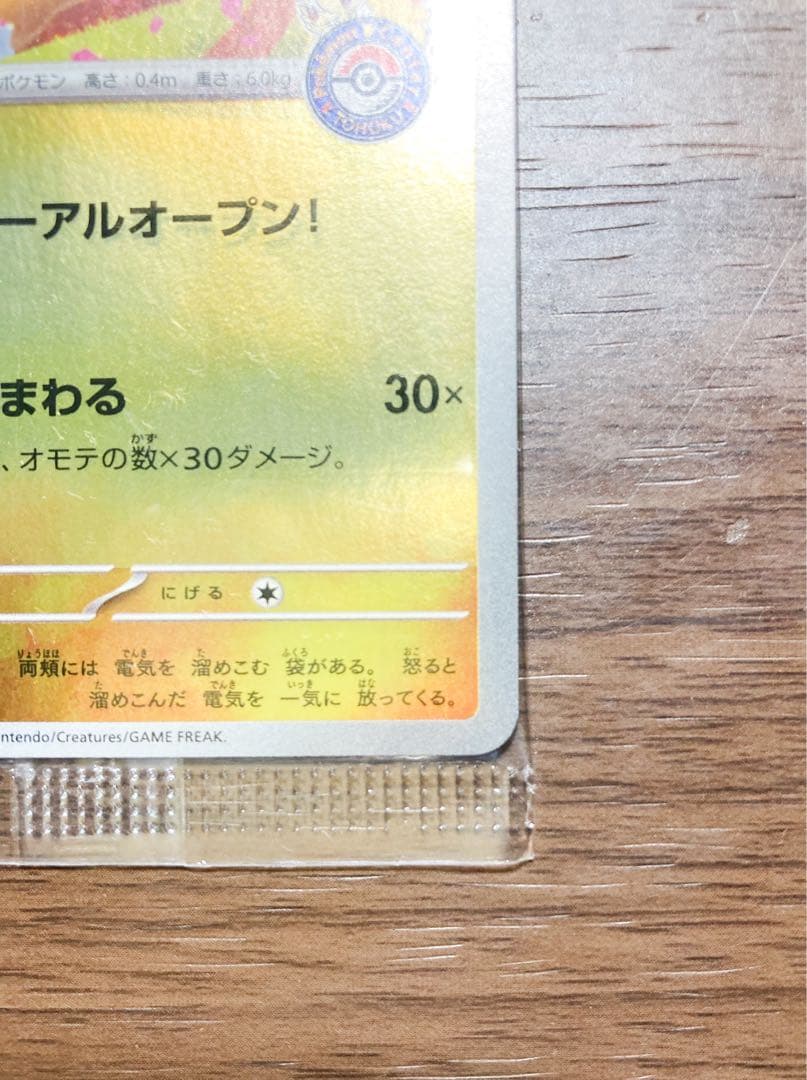 ポケモン 高さ：0.4m 重さ：6.0kg
TOHOKU
ーアルオープン!
まわる 30×
、オモテの数×30ダメージ。
にげる
両頬には 電気を 溜めこむ 袋がある。 怒ると
溜めこんだ 電気を 一気に 放ってくる。
ntendo/Creatures/GAME FREAK.